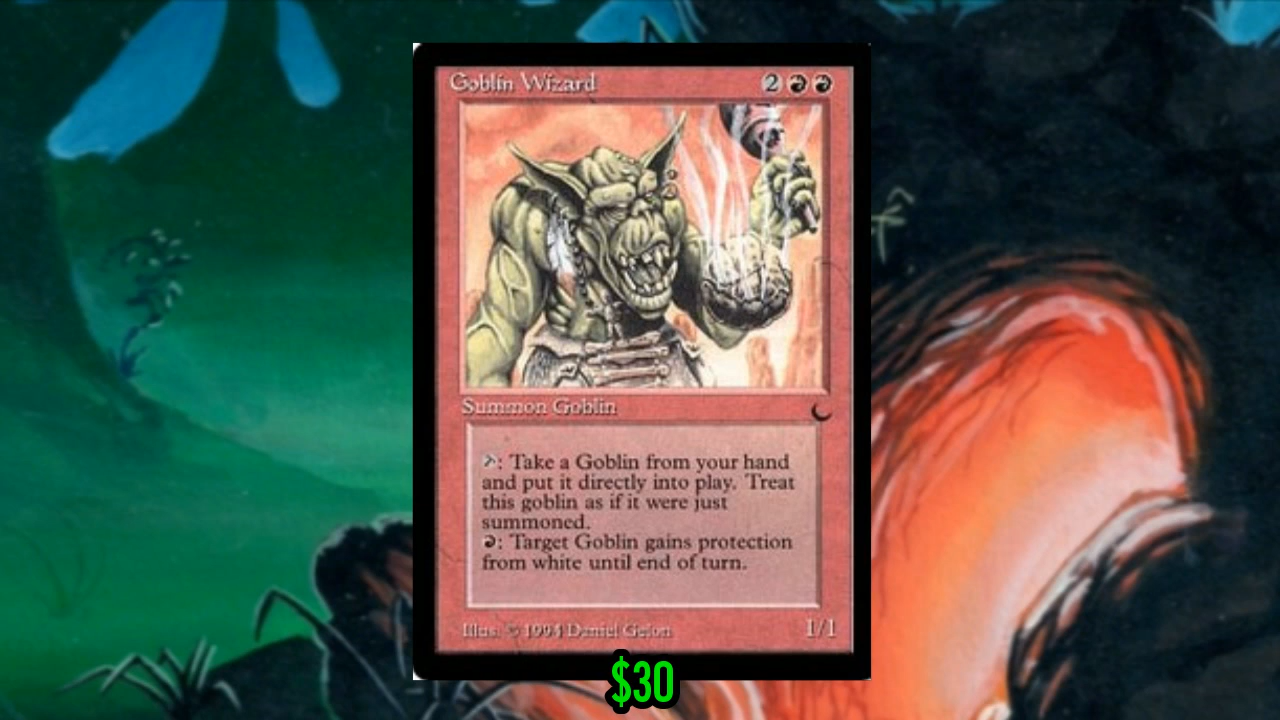 Goblin Wizard 2
Summon Goblin
: Take a Goblin from your hand
and put it directly into play. Treat
this goblin as if it were just
summoned.
: Target Goblin gains protection
from white until end of turn.
Illus. © 1994 Daniel Gelon
1/1
$30